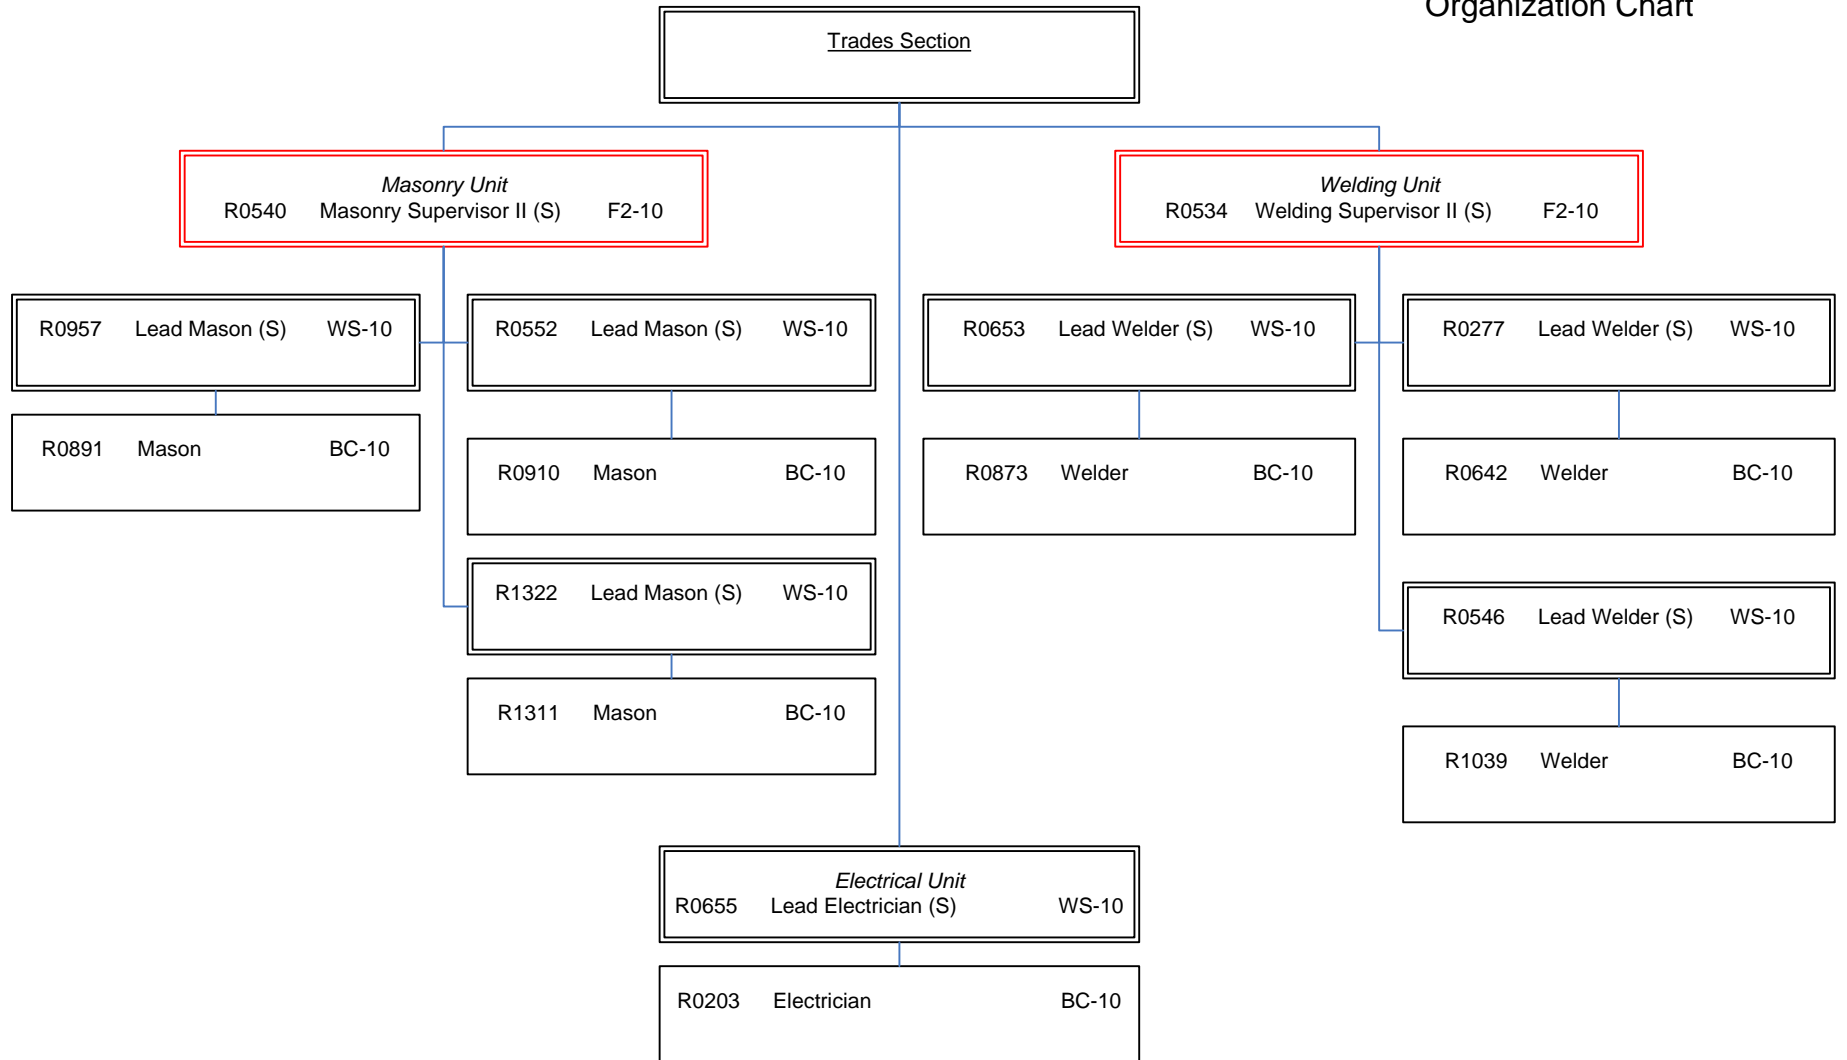 Organization Chart
Trades Section
Masonry Unit
R0540 Masonry Supervisor II (S) F2-10
Welding Unit
R0534 Welding Supervisor II (S) F2-10
R0957 Lead Mason (S) WS-10
R0552 Lead Mason (S) WS-10
R0653 Lead Welder (S) WS-10
R0277 Lead Welder (S) WS-10
R0891 Mason BC-10
R0910 Mason BC-10
R0873 Welder BC-10
R0642 Welder BC-10
R1322 Lead Mason (S) WS-10
R0546 Lead Welder (S) WS-10
R1311 Mason BC-10
R1039 Welder BC-10
Electrical Unit
R0655 Lead Electrician (S) WS-10
R0203 Electrician BC-10